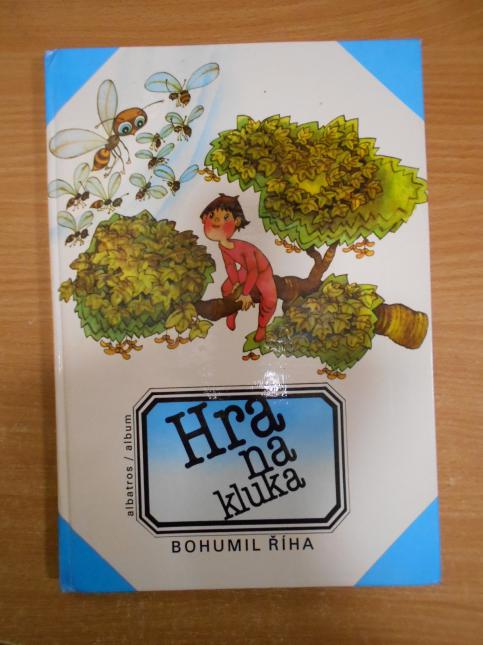 Hra
na
kluka
albatros / album
BOHUMIL ŘÍHA